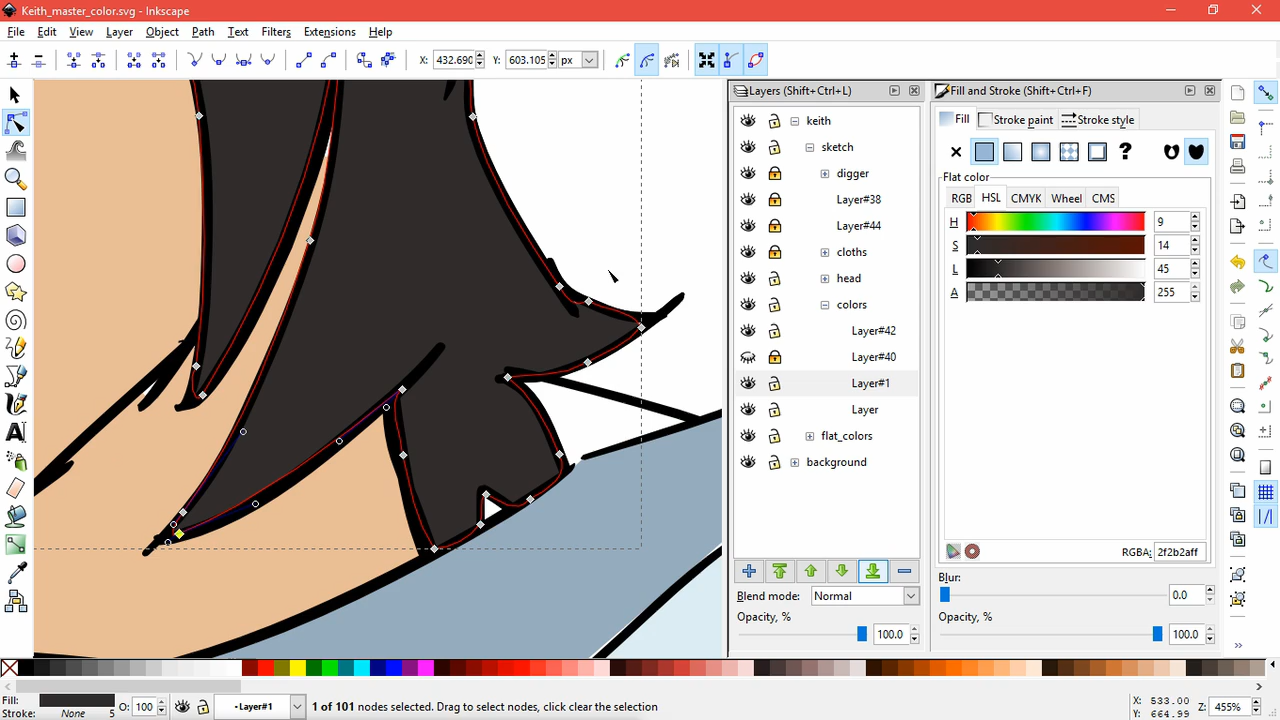 Keith_master_color.svg - Inkscape
File Edit View Layer Object Path Text Filters Extensions Help
X: 432.690 Y: 603.105 px
Layers (Shift+Ctrl+L)
keith
sketch
digger
Layer#38
Layer#44
cloths
head
colors
Layer#42
Layer#40
Layer#1
Layer
flat_colors
background
Blend mode: Normal
Opacity, %
100.0
Fill and Stroke (Shift+Ctrl+F)
Fill Stroke paint Stroke style
?
Flat color
RGB HSL CMYK Wheel CMS
H 9
S 14
L 45
A 255
RGBA: 2f2b2aff
Blur:
0.0
Opacity, %
100.0
Fill:
Stroke: None 5
O: 100
•Layer#1
1 of 101 nodes selected. Drag to select nodes, click clear the selection
X: 533.00
Y: 664.99
Z: 455%